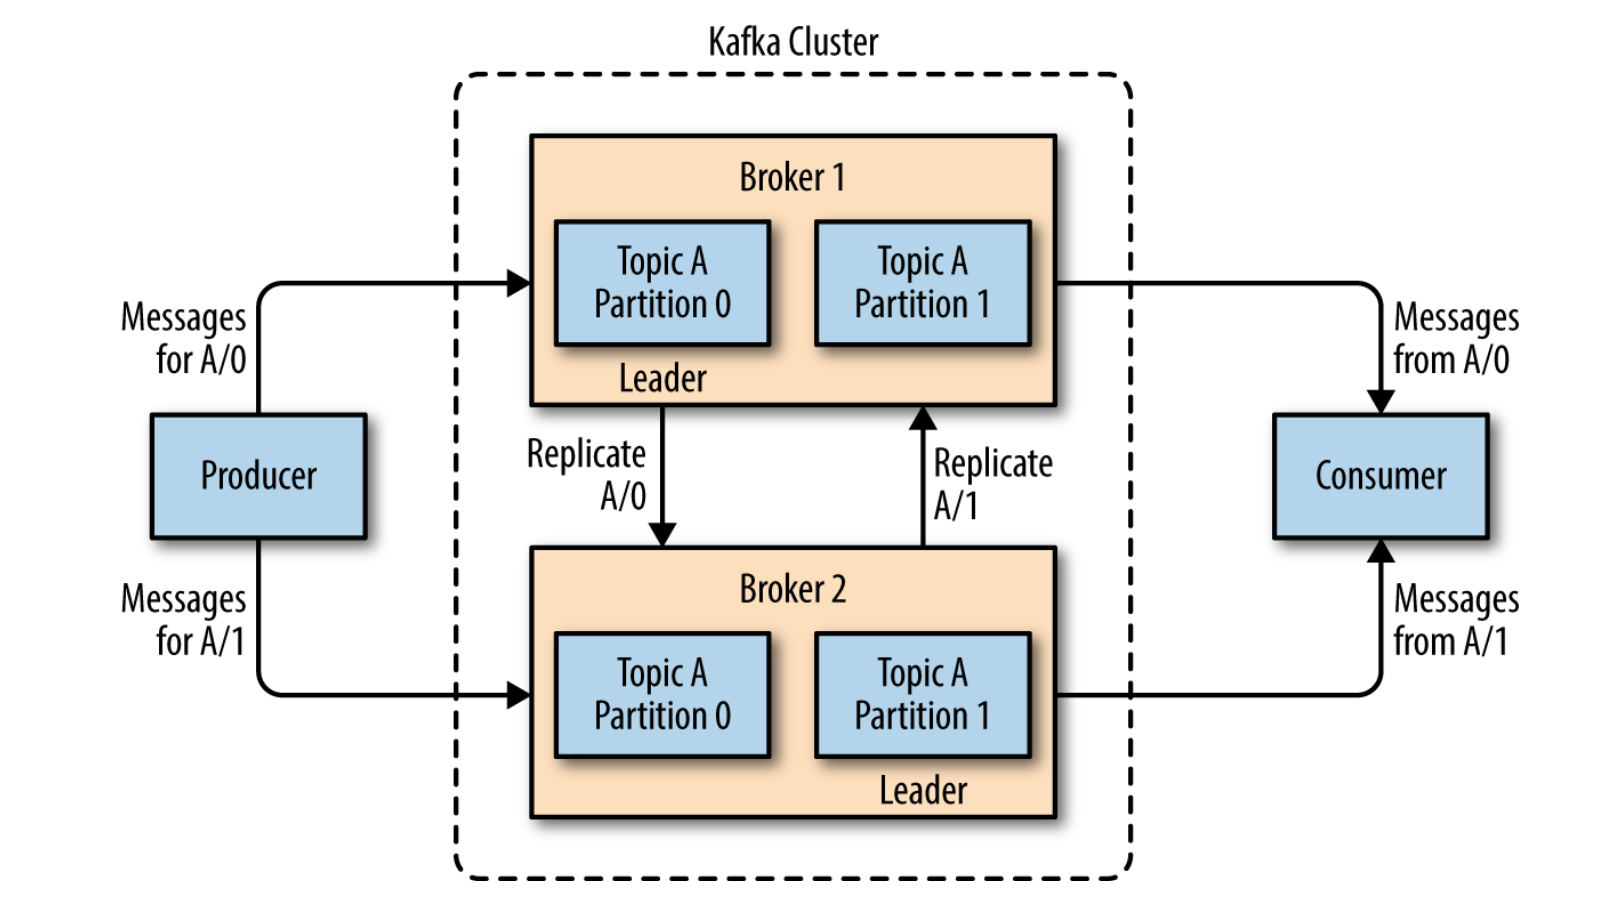 Kafka Cluster
Broker 1
Topic A
Partition 0
Topic A
Partition 1
Leader
Messages
for A/0
Messages
from A/0
Producer
Replicate
A/0
Replicate
A/1
Consumer
Broker 2
Messages
for A/1
Messages
from A/1
Topic A
Partition 0
Topic A
Partition 1
Leader